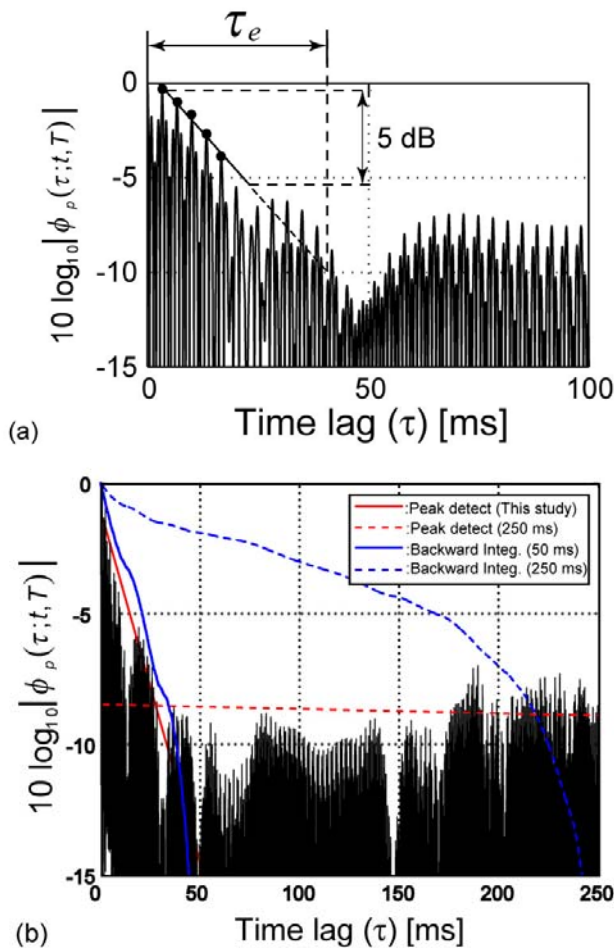 τe
0
-5
-10
-15
5 dB
10 log10|ϕp(τ;t,T)|
0
50
100
Time lag (τ) [ms]
(a)
0
-5
-10
-15
:Peak detect (This study)
:Peak detect (250 ms)
:Backward Integ. (50 ms)
:Backward Integ. (250 ms)
10 log10|ϕp(τ;t,T)|
0
50
100
150
200
250
Time lag (τ) [ms]
(b)